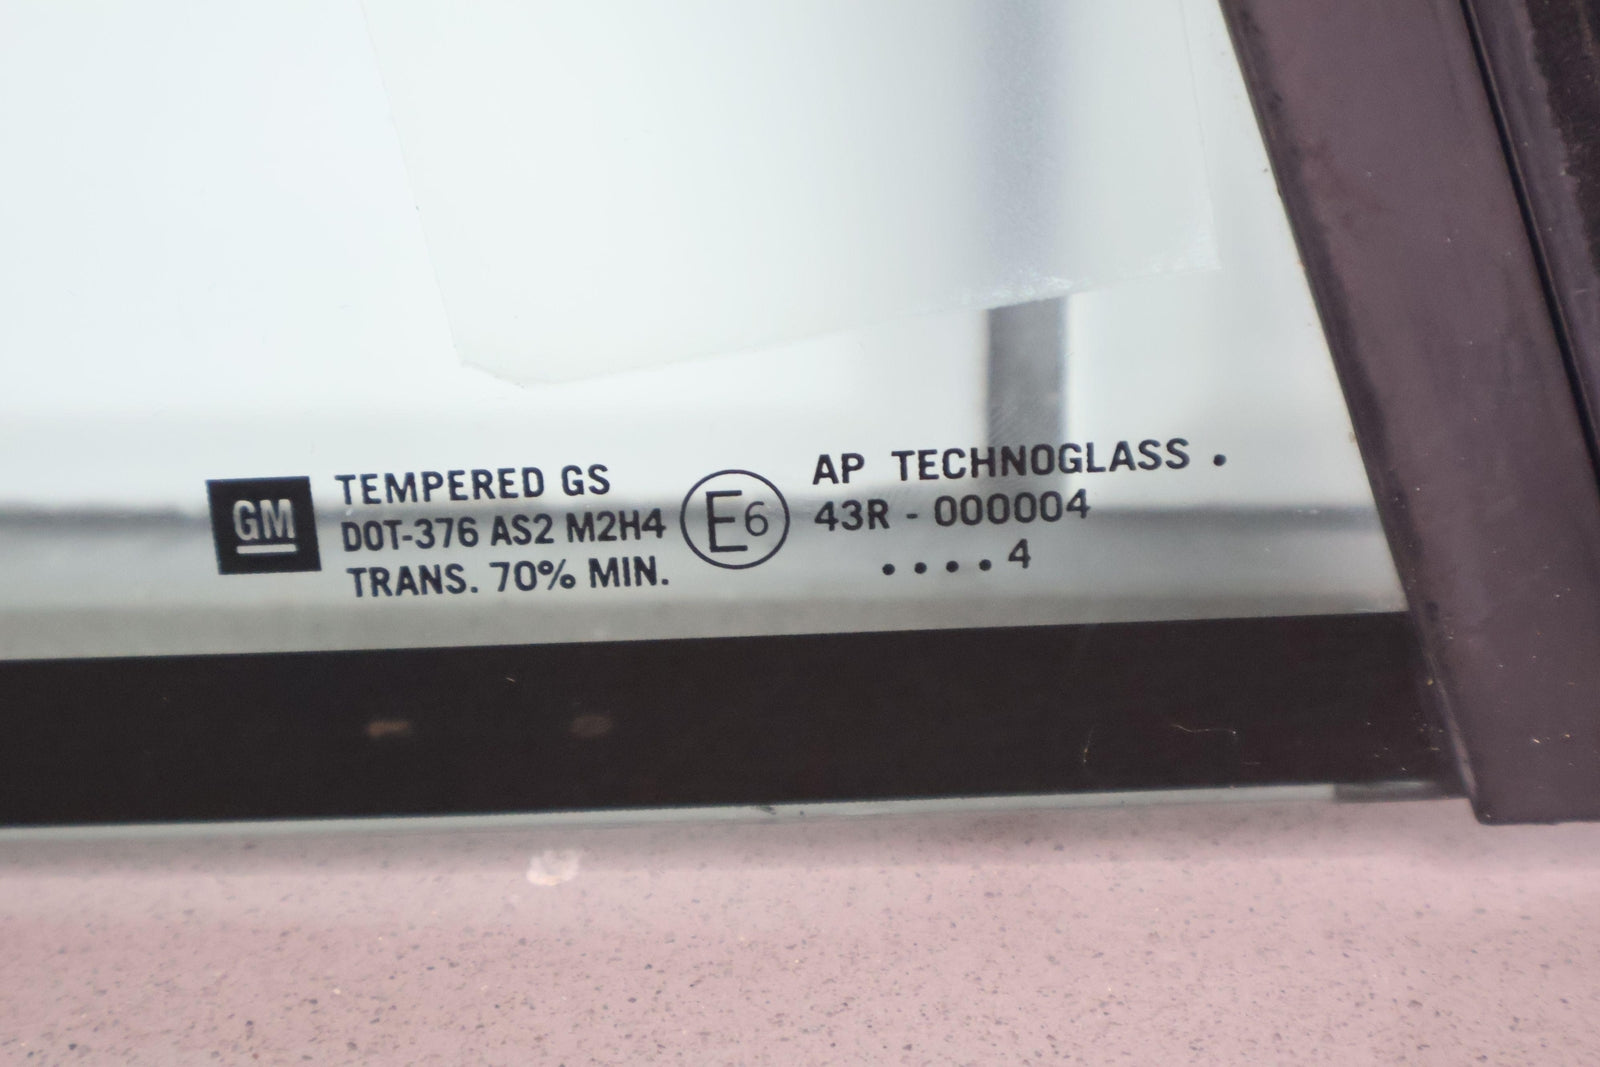 GM
TEMPERED GS
DOT-376 AS2 M2H4
TRANS. 70% MIN.
E6
AP TECHNOGLASS .
43R - 000004
. . . . 4